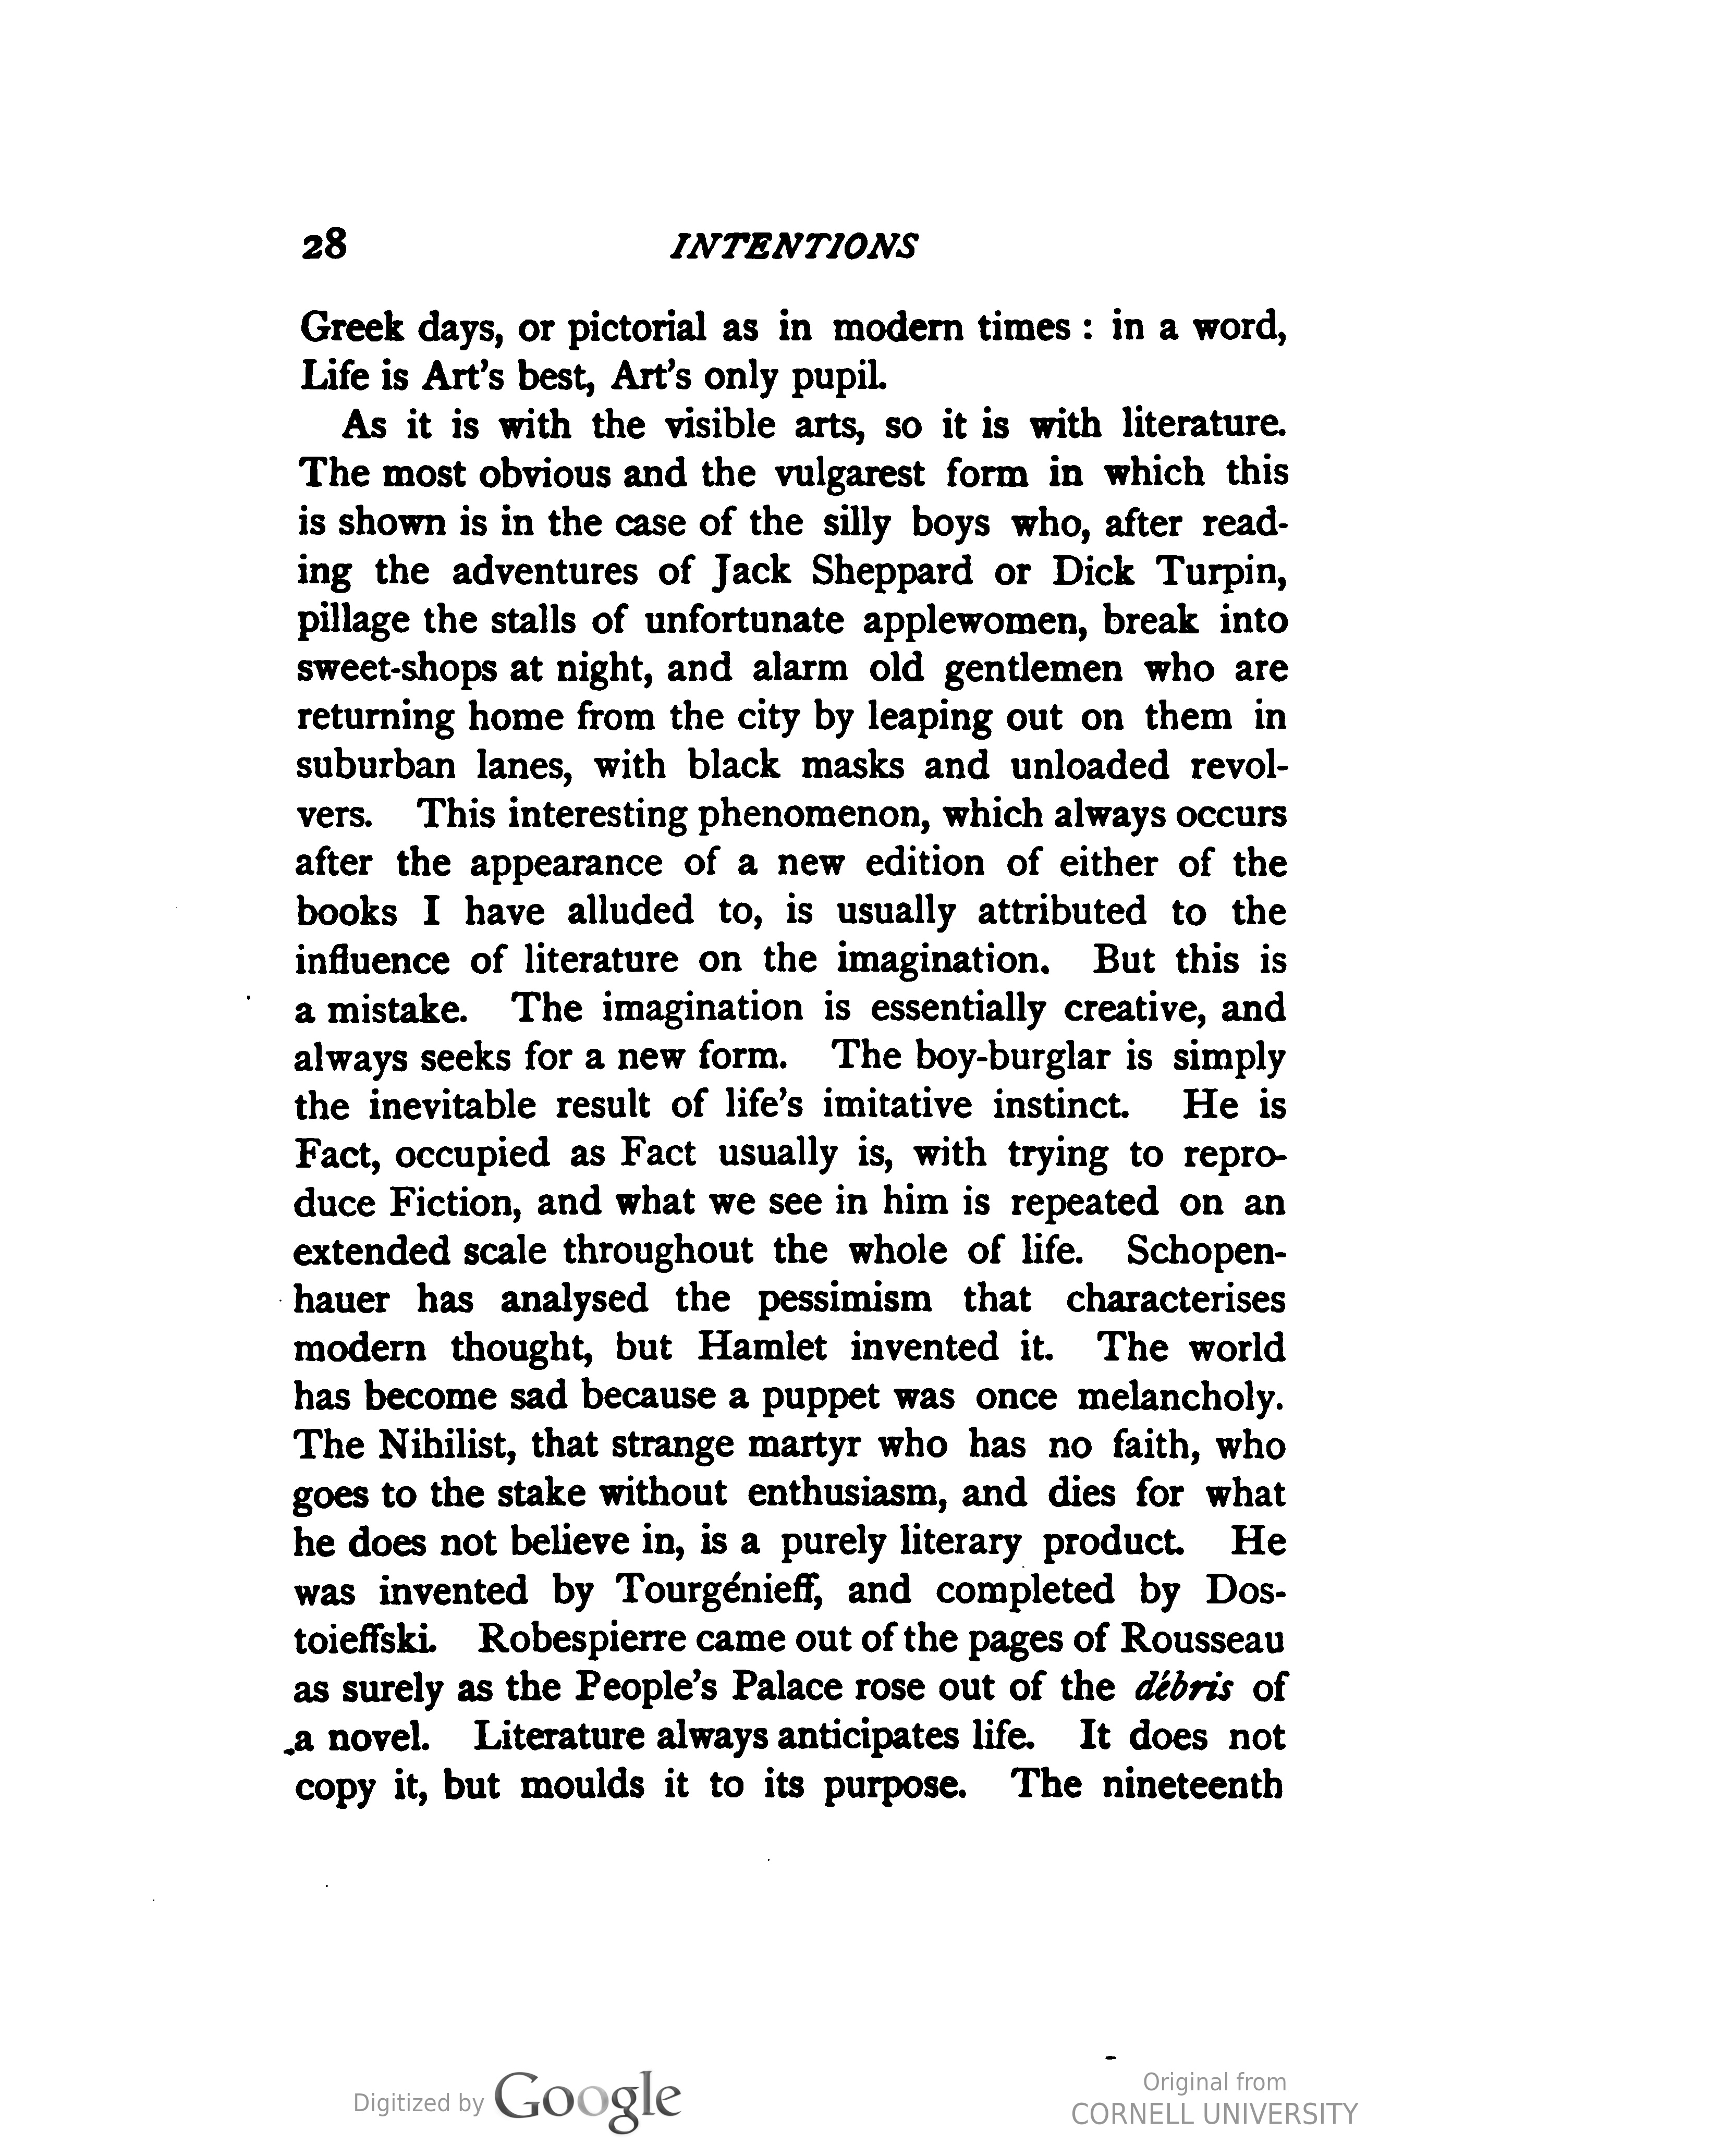 28 INTENTIONS
Greek days, or pictorial as in modern times : in a word,
Life is Art's best, Art's only pupil.
As it is with the visible arts, so it is with literature.
The most obvious and the vulgarest form in which this
is shown is in the case of the silly boys who, after read-
ing the adventures of Jack Sheppard or Dick Turpin,
pillage the stalls of unfortunate applewomen, break into
sweet-shops at night, and alarm old gentlemen who are
returning home from the city by leaping out on them in
suburban lanes, with black masks and unloaded revol-
vers. This interesting phenomenon, which always occurs
after the appearance of a new edition of either of the
books I have alluded to, is usually attributed to the
influence of literature on the imagination. But this is
a mistake. The imagination is essentially creative, and
always seeks for a new form. The boy-burglar is simply
the inevitable result of life's imitative instinct. He is
Fact, occupied as Fact usually is, with trying to repro-
duce Fiction, and what we see in him is repeated on an
extended scale throughout the whole of life. Schopen-
hauer has analysed the pessimism that characterises
modern thought, but Hamlet invented it. The world
has become sad because a puppet was once melancholy.
The Nihilist, that strange martyr who has no faith, who
goes to the stake without enthusiasm, and dies for what
he does not believe in, is a purely literary product. He
was invented by Tourgénieff, and completed by Dos-
toieffski. Robespierre came out of the pages of Rousseau
as surely as the People's Palace rose out of the débris of
a novel. Literature always anticipates life. It does not
copy it, but moulds it to its purpose. The nineteenth
Digitized by Google
Original from
CORNELL UNIVERSITY